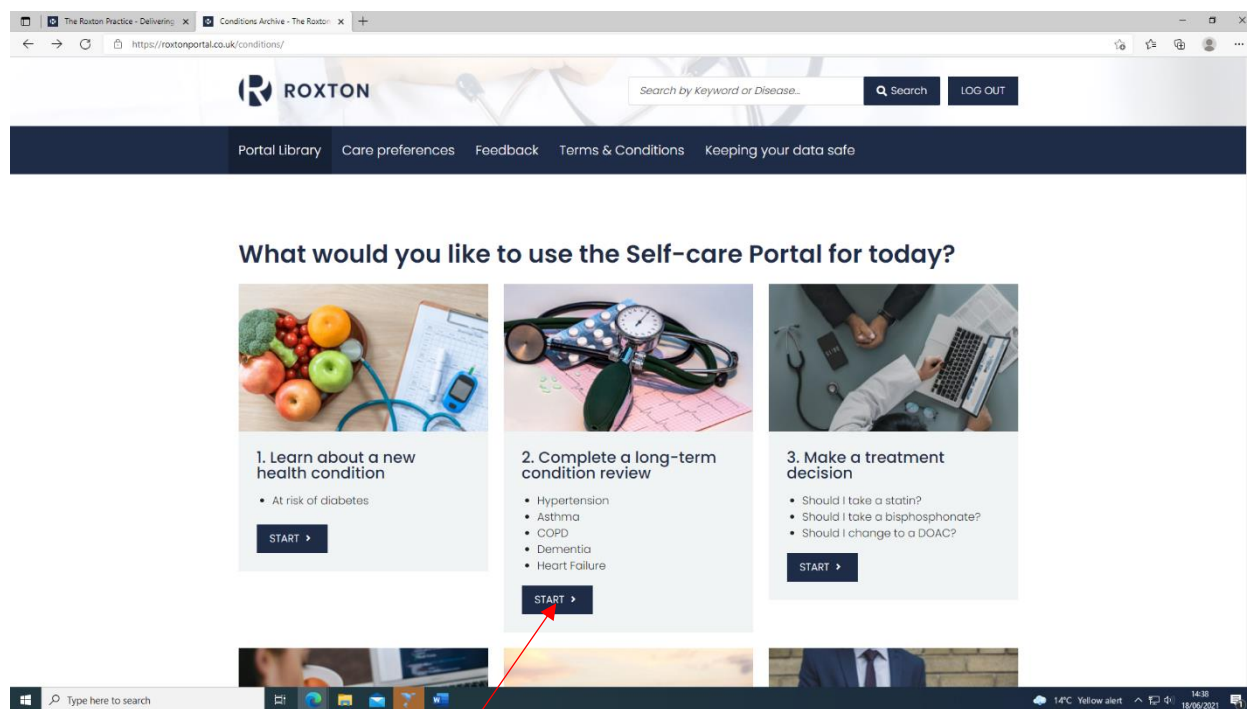 The Roxton Practice - Delivering
Conditions Archive - The Roxton
https://roxtonportal.co.uk/conditions/
ROXTON
Search by Keyword or Disease...
Search
LOG OUT
Portal Library
Care preferences
Feedback
Terms & Conditions
Keeping your data safe
What would you like to use the Self-care Portal for today?
1. Learn about a new
health condition
• At risk of diabetes
START >
2. Complete a long-term
condition review
• Hypertension
• Asthma
• COPD
• Dementia
• Heart Failure
START >
3. Make a treatment
decision
• Should I take a statin?
• Should I take a bisphosphonate?
• Should I change to a DOAC?
START >
Type here to search
14°C Yellow alert
14:38
18/06/2021